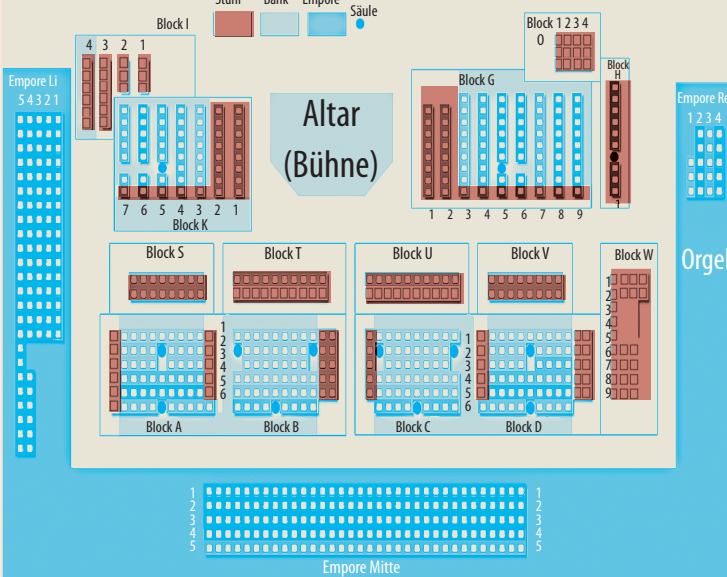 Stuhl Bank Empore
Säule
Block I
Block 1 2 3 4
0
4 3 2 1
Block
H
Block G
Empore Li
5 4 3 2 1
Empore Re
1 2 3 4
Altar
(Bühne)
1
7 6 5 4 3 2 1
1 2 3 4 5 6 7 8 9
Block K
Block S
Block T
Block U
Block V
Block W
Orgel
1
2
3
4
5
6
7
8
9
1
2
3
4
5
6
1
2
3
4
5
6
Block A
Block B
Block C
Block D
1 1
2 2
3 3
4 4
5 5
Empore Mitte